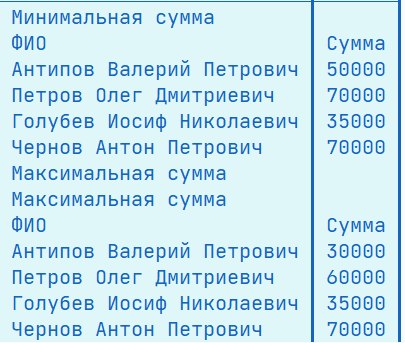 Минимальная сумма
ФИО Сумма
Антипов Валерий Петрович 50000
Петров Олег Дмитриевич 70000
Голубев Иосиф Николаевич 35000
Чернов Антон Петрович 70000
Максимальная сумма
Максимальная сумма
ФИО Сумма
Антипов Валерий Петрович 30000
Петров Олег Дмитриевич 60000
Голубев Иосиф Николаевич 35000
Чернов Антон Петрович 70000